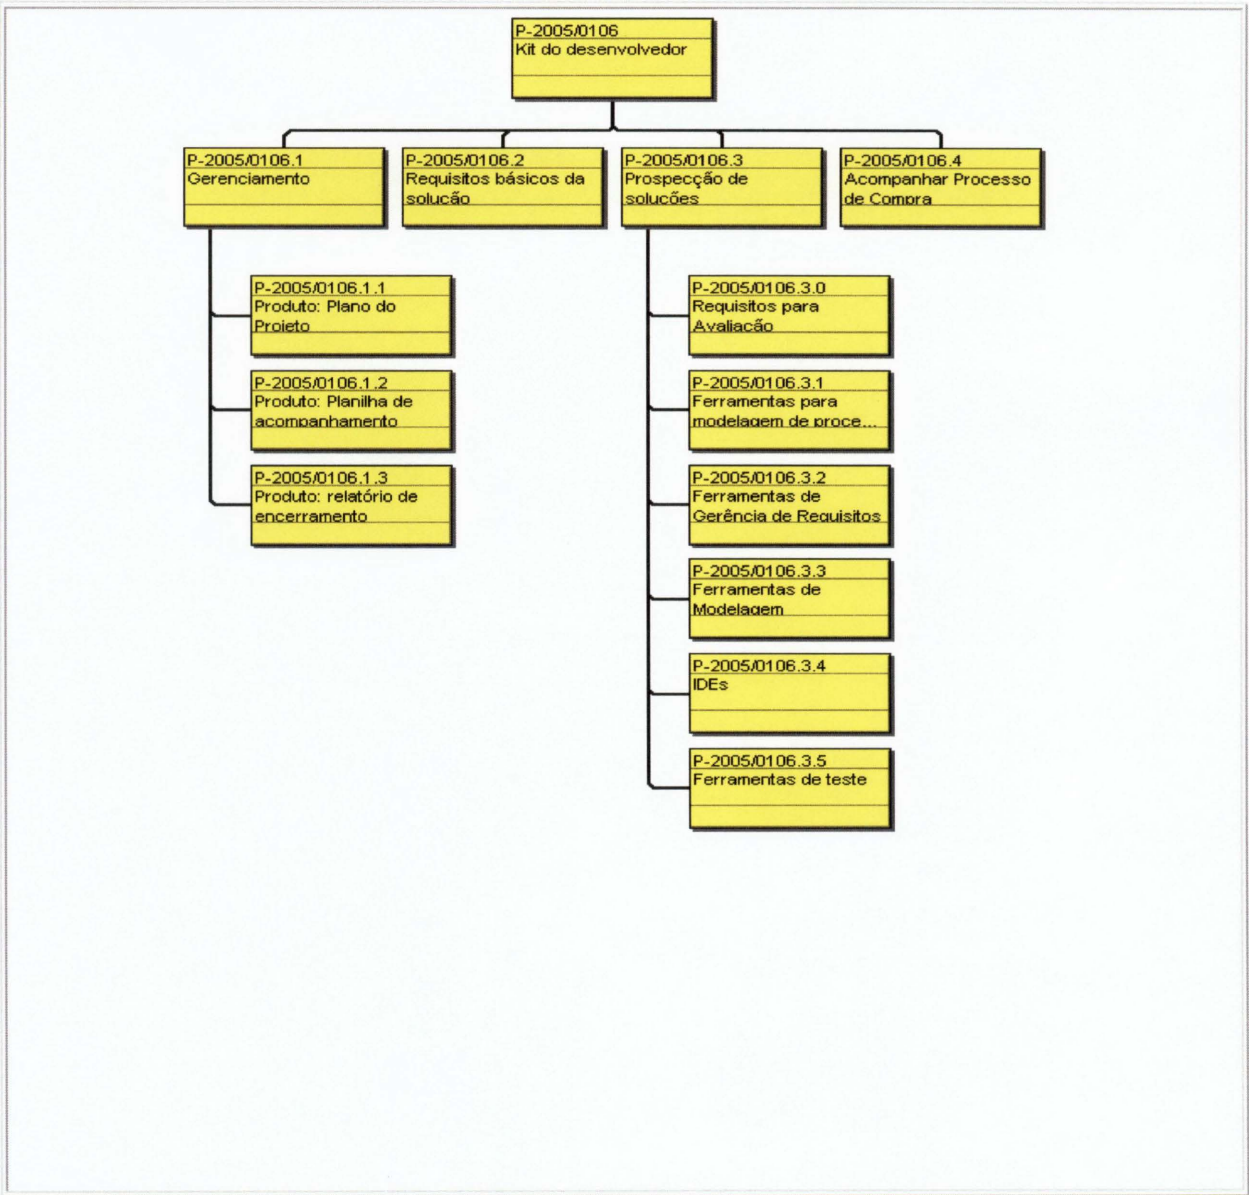 P-2005/0106
Kit do desenvolvedor
P-2005/0106.1
Gerenciamento
P-2005/0106.2
Requisitos básicos da
solução
P-2005/0106.3
Prospecção de
soluções
P-2005/0106.4
Acompanhar Processo
de Compra
P-2005/0106.1.1
Produto: Plano do
Projeto
P-2005/0106.1.2
Produto: Planilha de
acompanhamento
P-2005/0106.1.3
Produto: relatório de
encerramento
P-2005/0106.3.0
Requisitos para
Avaliação
P-2005/0106.3.1
Ferramentas para
modelagem de proce...
P-2005/0106.3.2
Ferramentas de
Gerência de Requisitos
P-2005/0106.3.3
Ferramentas de
Modelagem
P-2005/0106.3.4
IDEs
P-2005/0106.3.5
Ferramentas de teste